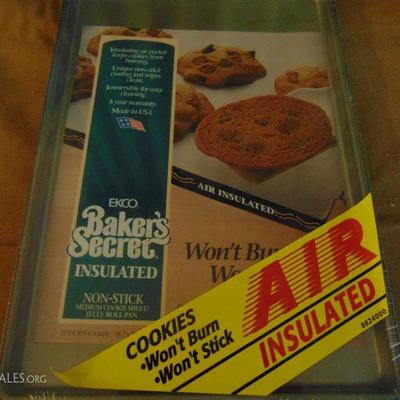 Insulating air pocket
keeps cookies from
burning.
Unique non-stick
coating just wipes
clean.
Immersible for easy
cleaning.
5 year warranty.
Made in USA
AIR INSULATED
EKCO
Baker's
Secret
INSULATED
NON-STICK
MEDIUM COOKIE SHEET/
JELLY ROLL PAN
Won't
COOKIES
•Won't Burn
•Won't Stick
AIR
INSULATED
8824000
ALES.ORG